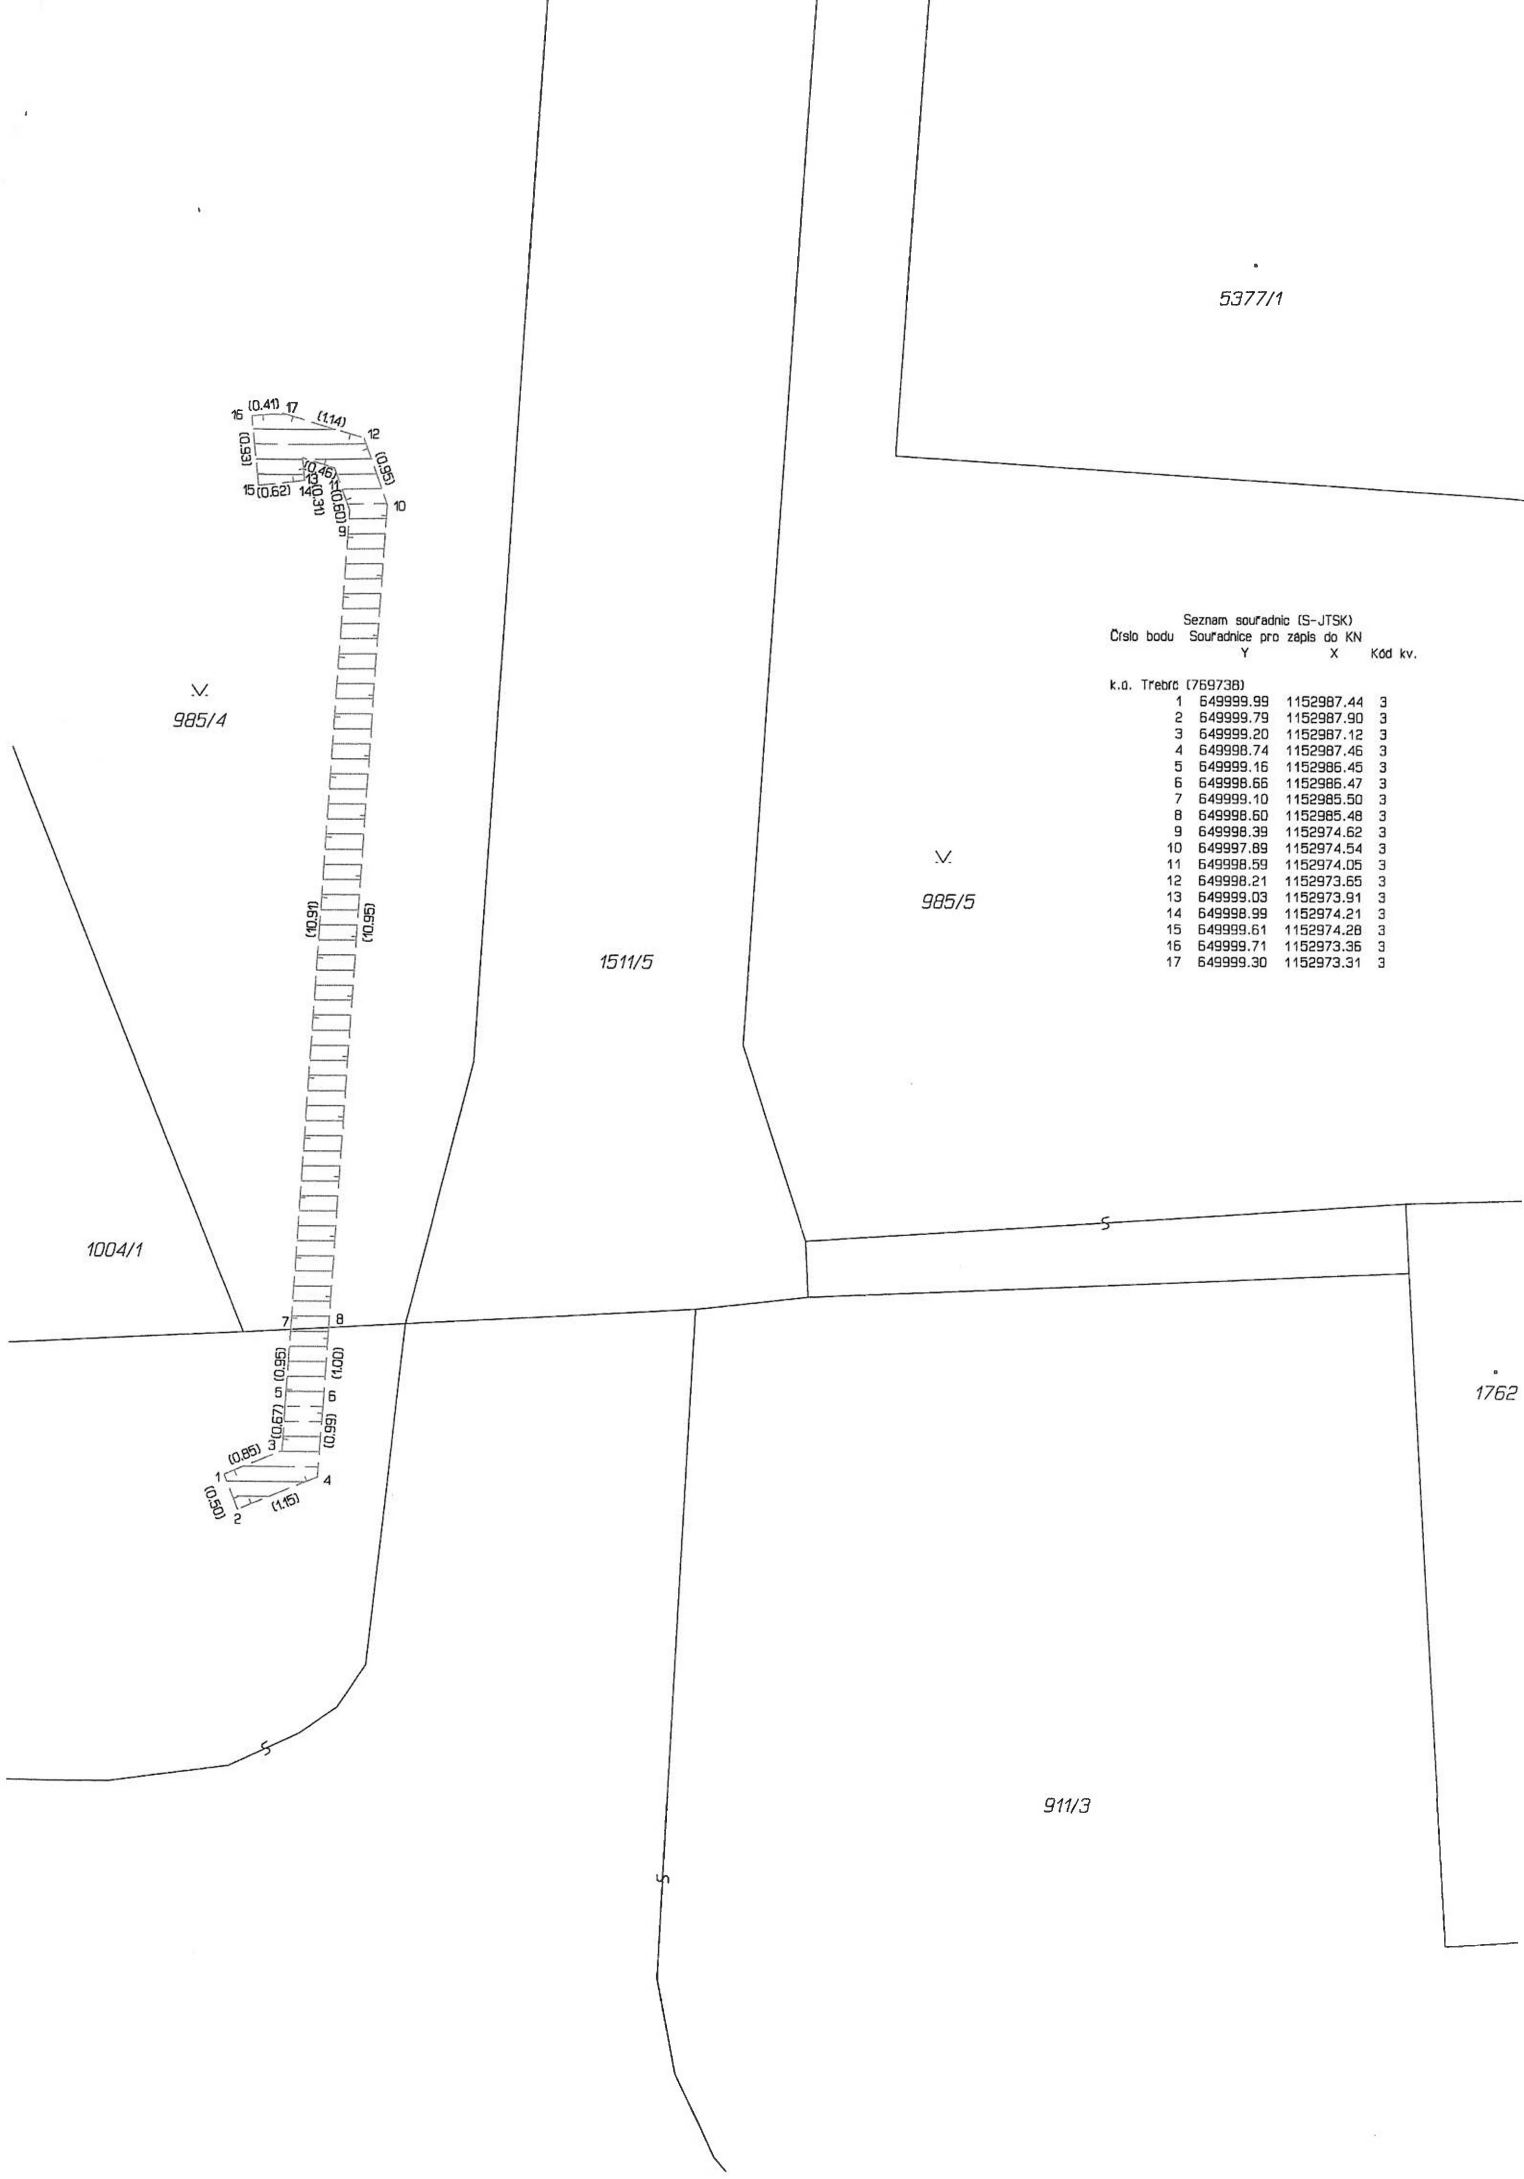 5377/1
16 (0.41) 17 (1.14) 12
(0.93) (0.46) (0.95)
15 (0.62) 14 13 11 (0.31) (0.60) 10
9
Seznam souřadnic (S-JTSK)
Číslo bodu Souřadnice pro zápis do KN
Y X Kód kv.
k.ú. Třebíč (769738)
1 649999.99 1152987.44 3
2 649999.79 1152987.90 3
3 649999.20 1152987.12 3
4 649998.74 1152987.46 3
5 649999.16 1152986.45 3
6 649998.66 1152986.47 3
7 649999.10 1152985.50 3
8 649998.60 1152985.48 3
9 649998.39 1152974.62 3
10 649997.89 1152974.54 3
11 649998.59 1152974.05 3
12 649998.21 1152973.65 3
13 649999.03 1152973.91 3
14 649998.99 1152974.21 3
15 649999.61 1152974.28 3
16 649999.71 1152973.36 3
17 649999.30 1152973.31 3
985/4
985/5
(10.91) (10.95)
1511/5
1004/1
7 8
(0.95) (1.00)
5 6
(0.67) (0.99)
3
(0.85)
1 4
(0.50) (1.15)
2
1762
911/3